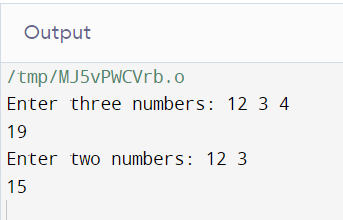 Output
/tmp/MJ5vPWCVrb.o
Enter three numbers: 12 3 4
19
Enter two numbers: 12 3
15